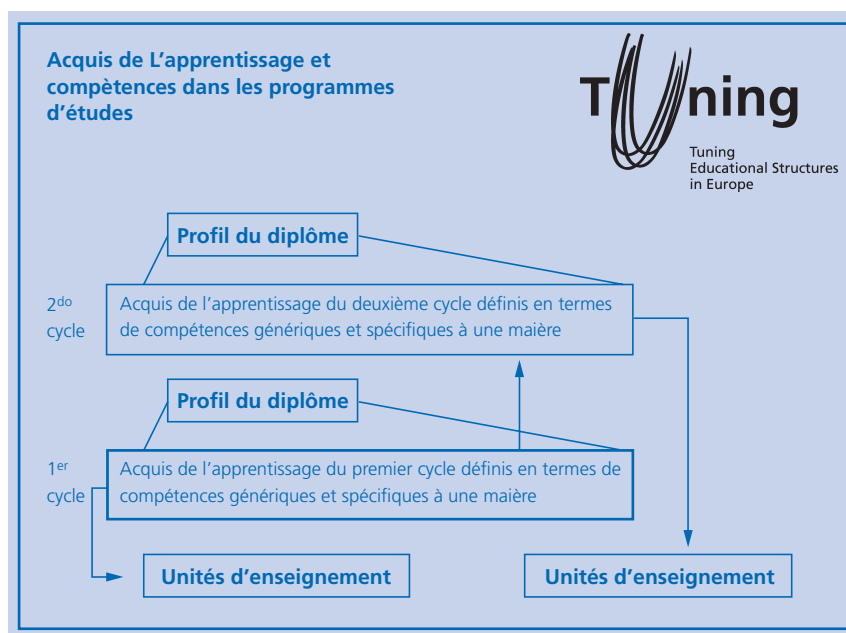 Acquis de L'apprentissage et
compètences dans les programmes
d'études
Tuning
Tuning
Educational Structures
in Europe
Profil du diplôme
2do
cycle
Acquis de l'apprentissage du deuxième cycle définis en termes
de compétences génériques et spécifiques à une maière
Profil du diplôme
1er
cycle
Acquis de l'apprentissage du premier cycle définis en termes de
compétences génériques et spécifiques à une maière
Unités d'enseignement
Unités d'enseignement